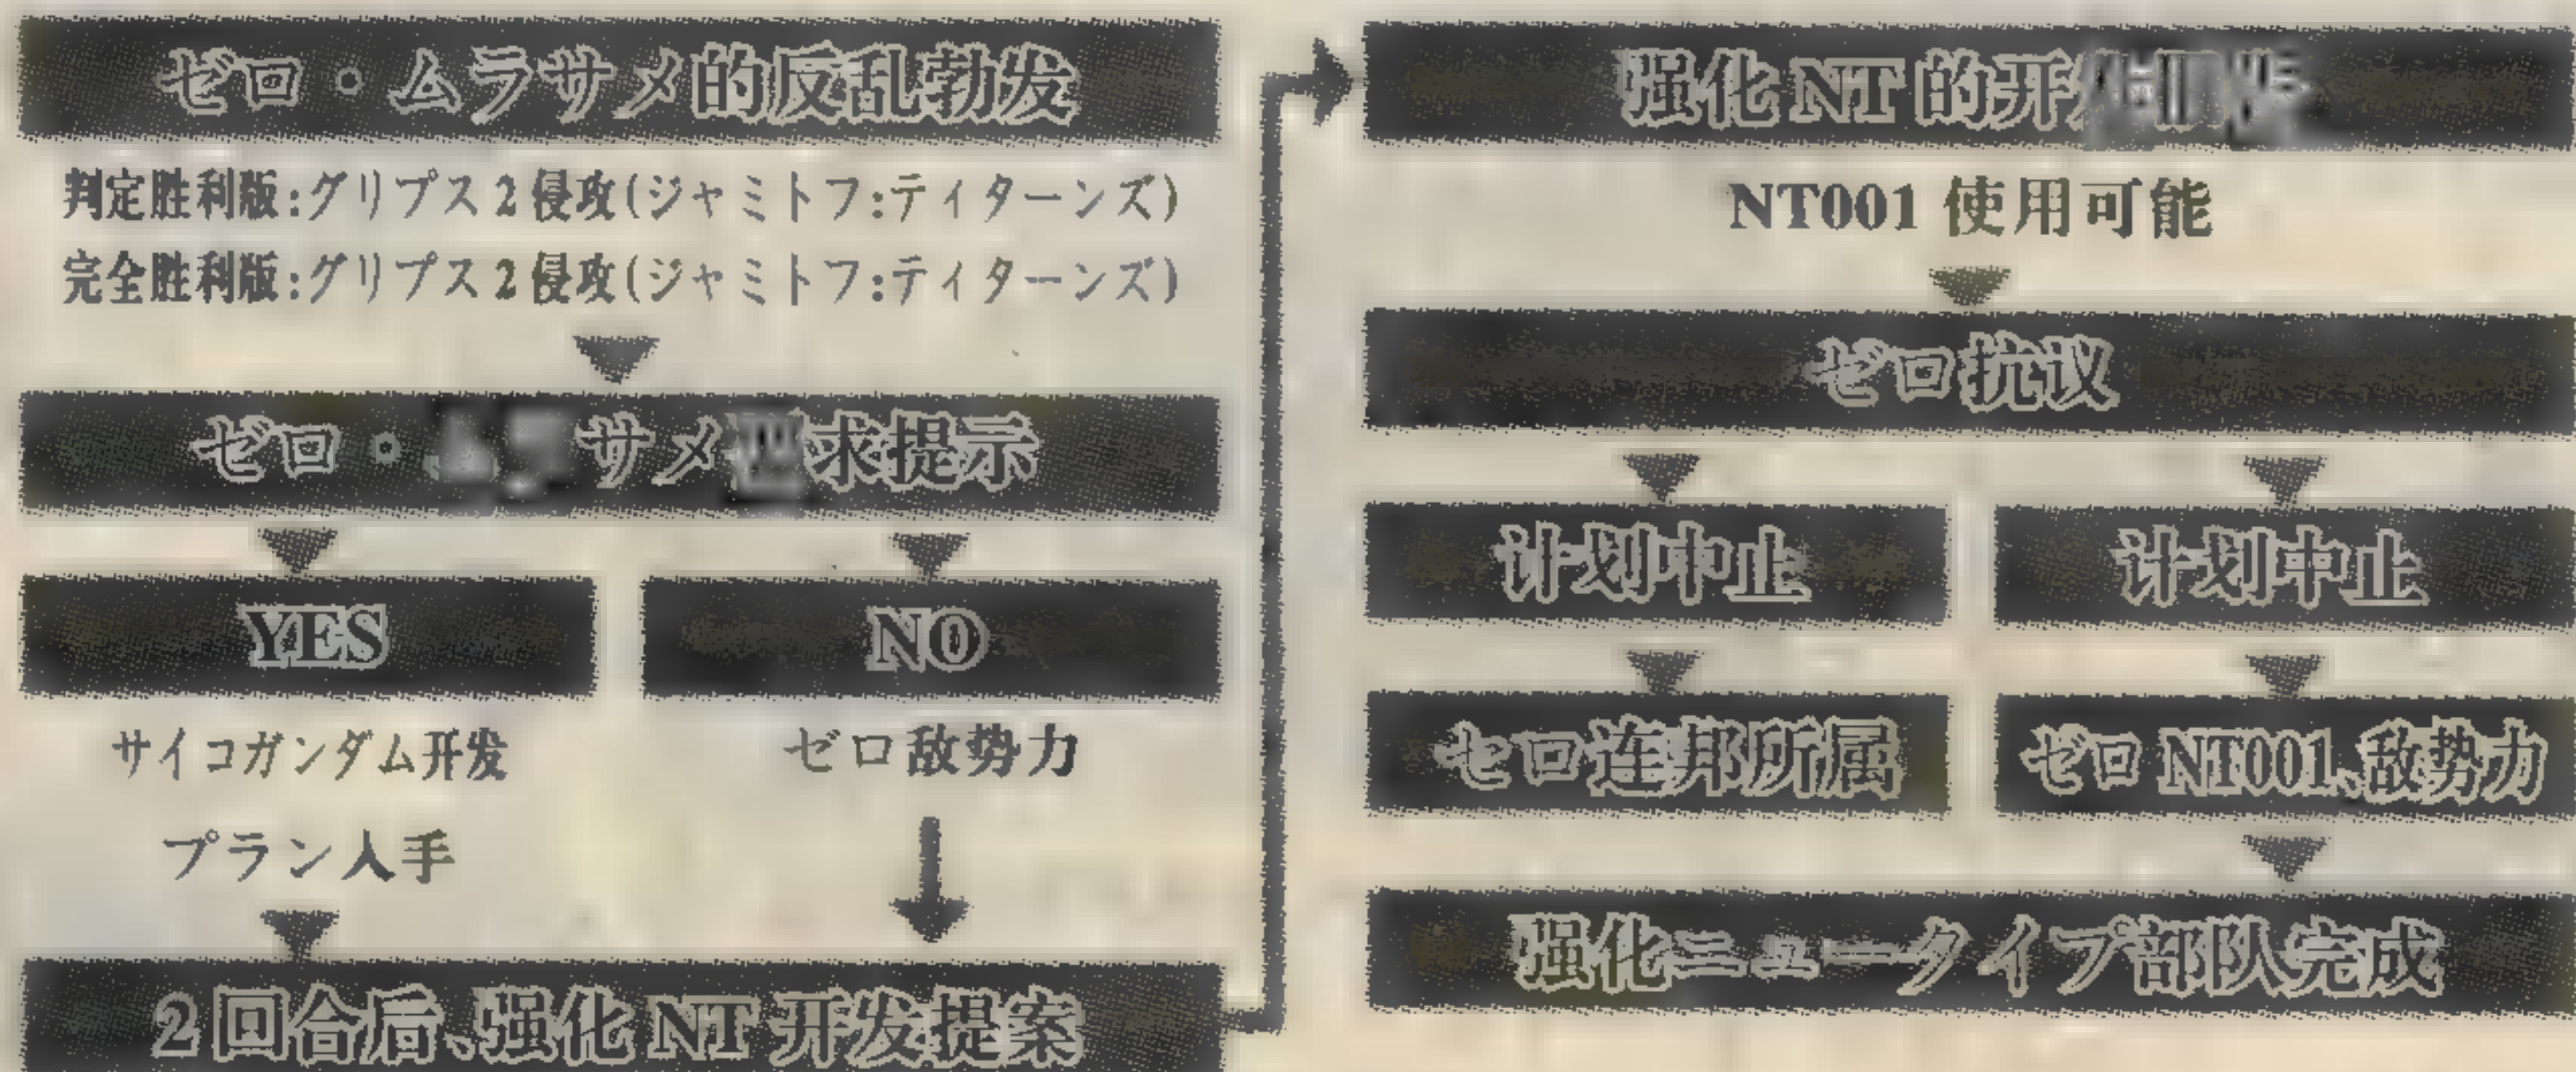 ゼロ・ムラサメ的反乱勃发
判定胜利版:グリプス2侵攻(ジャミトフ:ティターンズ)
完全胜利版:グリプス2侵攻(ジャミトフ:ティターンズ)
ゼロ・サメ求提示
YES
NO
サイコガンダム开发
プラン入手
ゼロ敌势力
2回合后、强化NT开发提案
强化NT的开
NT001使用可能
ゼロ抗议
计划中止
计划中止
セロ连邦所属
ゼロNT001、敌势力
强化ニュータイプ部队完成